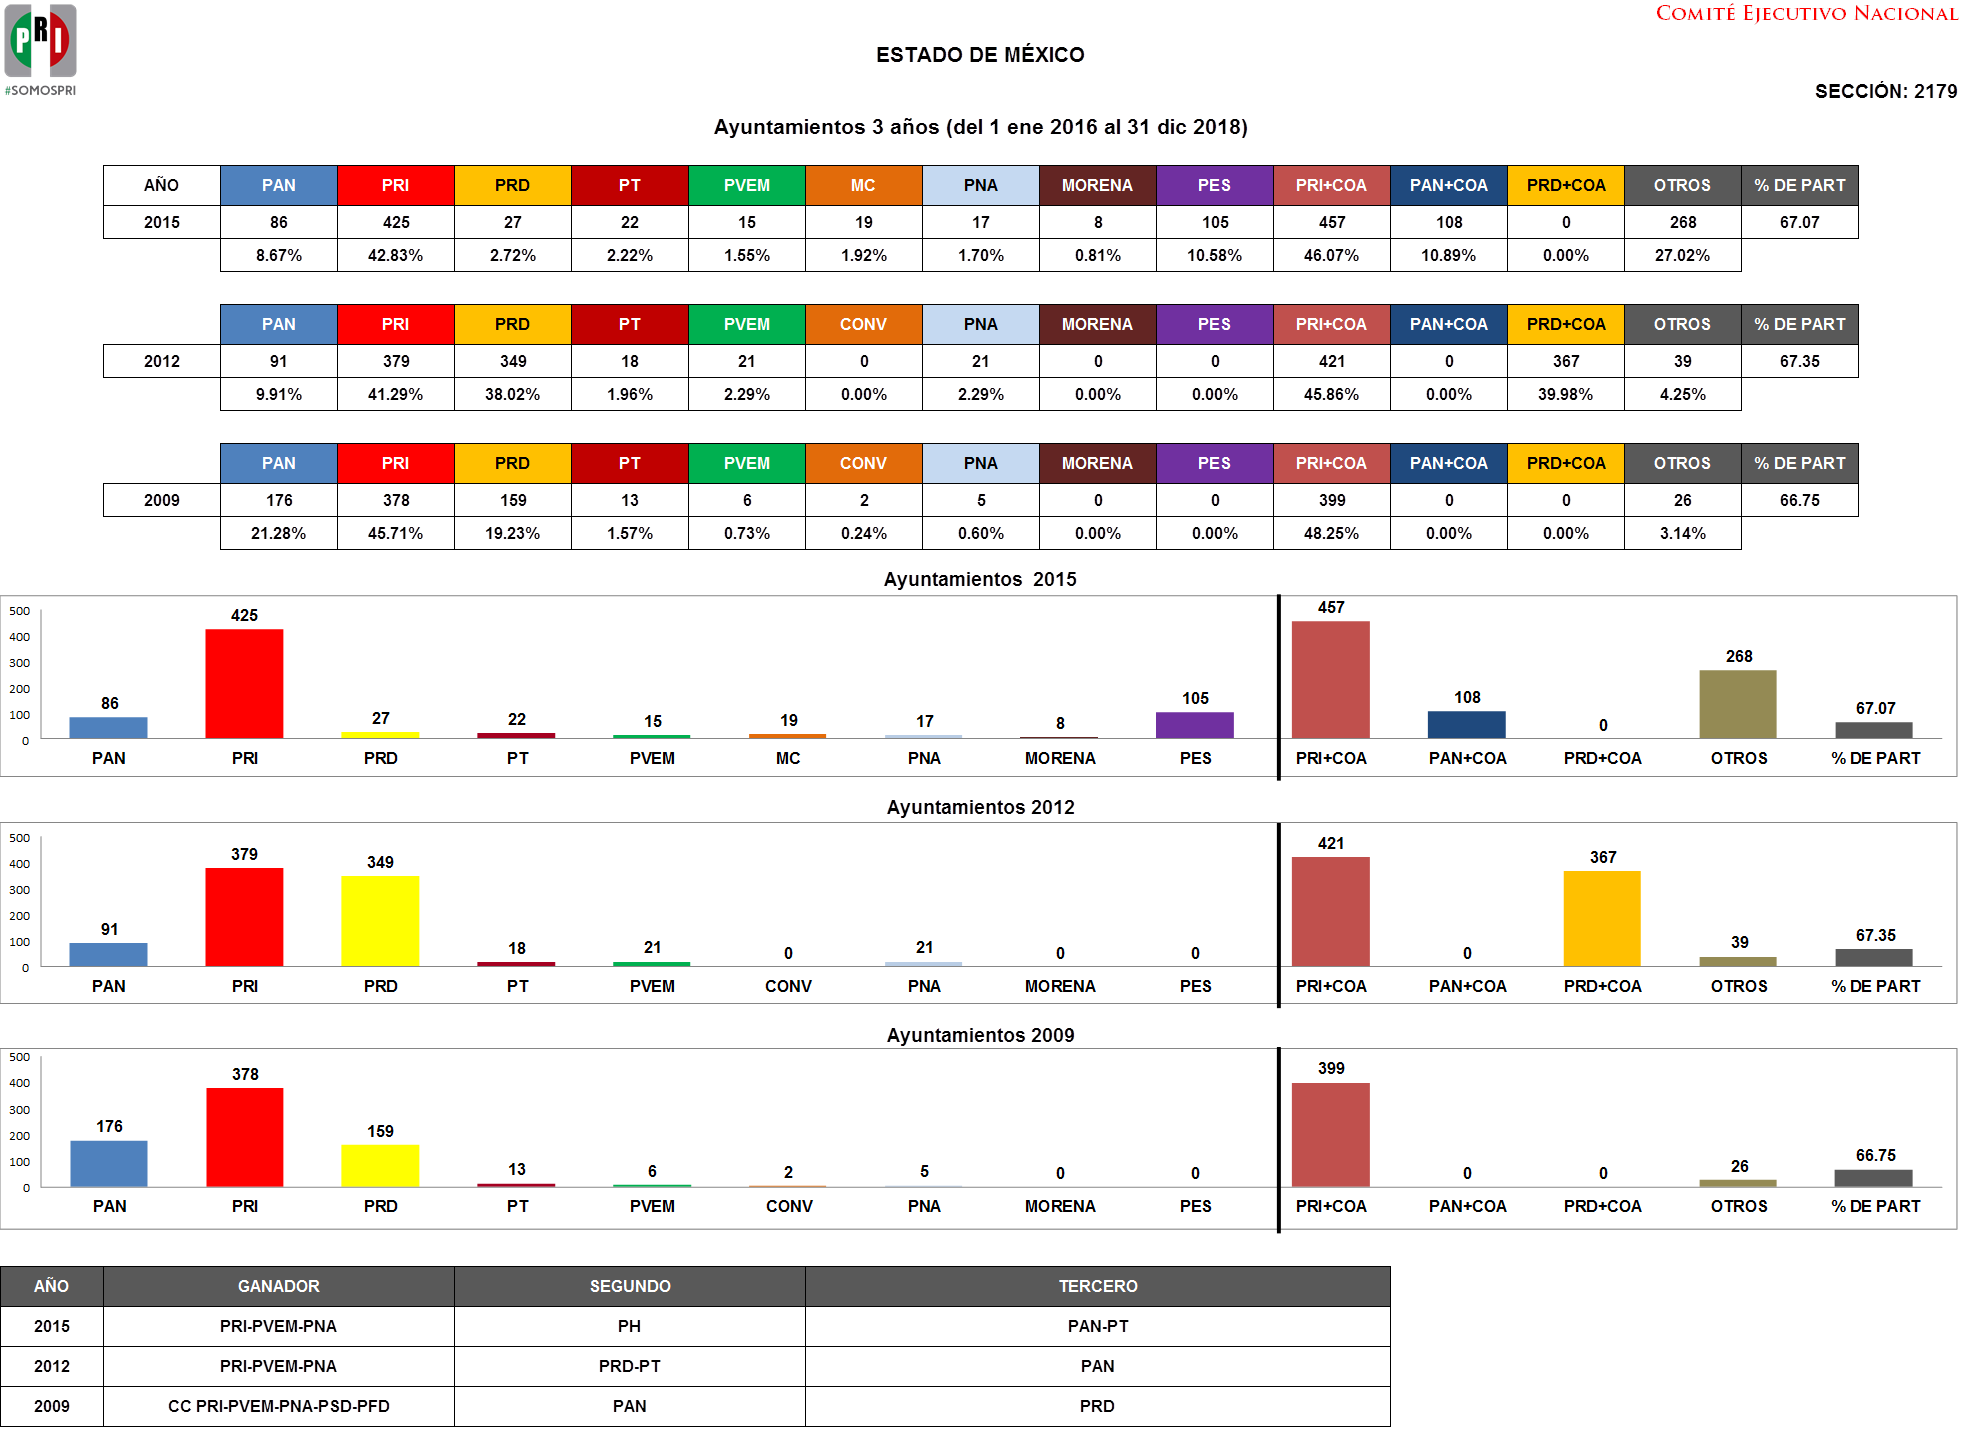 PRI
#SOMOSPRI
COMITÉ EJECUTIVO NACIONAL
ESTADO DE MÉXICO
SECCIÓN: 2179
Ayuntamientos 3 años (del 1 ene 2016 al 31 dic 2018)
AÑO PAN PRI PRD PT PVEM MC PNA MORENA PES PRI+COA PAN+COA PRD+COA OTROS % DE PART
2015 86 425 27 22 15 19 17 8 105 457 108 0 268 67.07
8.67% 42.83% 2.72% 2.22% 1.55% 1.92% 1.70% 0.81% 10.58% 46.07% 10.89% 0.00% 27.02%
PAN PRI PRD PT PVEM CONV PNA MORENA PES PRI+COA PAN+COA PRD+COA OTROS % DE PART
2012 91 379 349 18 21 0 21 0 0 421 0 367 39 67.35
9.91% 41.29% 38.02% 1.96% 2.29% 0.00% 2.29% 0.00% 0.00% 45.86% 0.00% 39.98% 4.25%
PAN PRI PRD PT PVEM CONV PNA MORENA PES PRI+COA PAN+COA PRD+COA OTROS % DE PART
2009 176 378 159 13 6 2 5 0 0 399 0 0 26 66.75
21.28% 45.71% 19.23% 1.57% 0.73% 0.24% 0.60% 0.00% 0.00% 48.25% 0.00% 0.00% 3.14%
Ayuntamientos 2015
500
400
300
200
100
0
86 425 27 22 15 19 17 8 105 457 108 0 268 67.07
PAN PRI PRD PT PVEM MC PNA MORENA PES PRI+COA PAN+COA PRD+COA OTROS % DE PART
Ayuntamientos 2012
500
400
300
200
100
0
91 379 349 18 21 0 21 0 0 421 0 367 39 67.35
PAN PRI PRD PT PVEM CONV PNA MORENA PES PRI+COA PAN+COA PRD+COA OTROS % DE PART
Ayuntamientos 2009
500
400
300
200
100
0
176 378 159 13 6 2 5 0 0 399 0 0 26 66.75
PAN PRI PRD PT PVEM CONV PNA MORENA PES PRI+COA PAN+COA PRD+COA OTROS % DE PART
AÑO GANADOR SEGUNDO TERCERO
2015 PRI-PVEM-PNA PH PAN-PT
2012 PRI-PVEM-PNA PRD-PT PAN
2009 CC PRI-PVEM-PNA-PSD-PFD PAN PRD